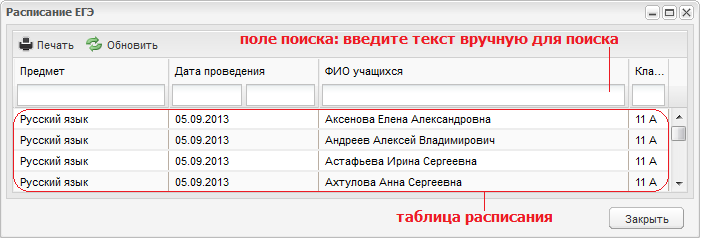 Расписание ЕГЭ
Печать Обновить
поле поиска: введите текст вручную для поиска
Предмет Дата проведения ФИО учащихся Кла...
Русский язык 05.09.2013 Аксенова Елена Александровна 11 А
Русский язык 05.09.2013 Андреев Алексей Владимирович 11 А
Русский язык 05.09.2013 Астафьева Ирина Сергеевна 11 А
Русский язык 05.09.2013 Ахтулова Анна Сергеевна 11 А
таблица расписания
Закрыть